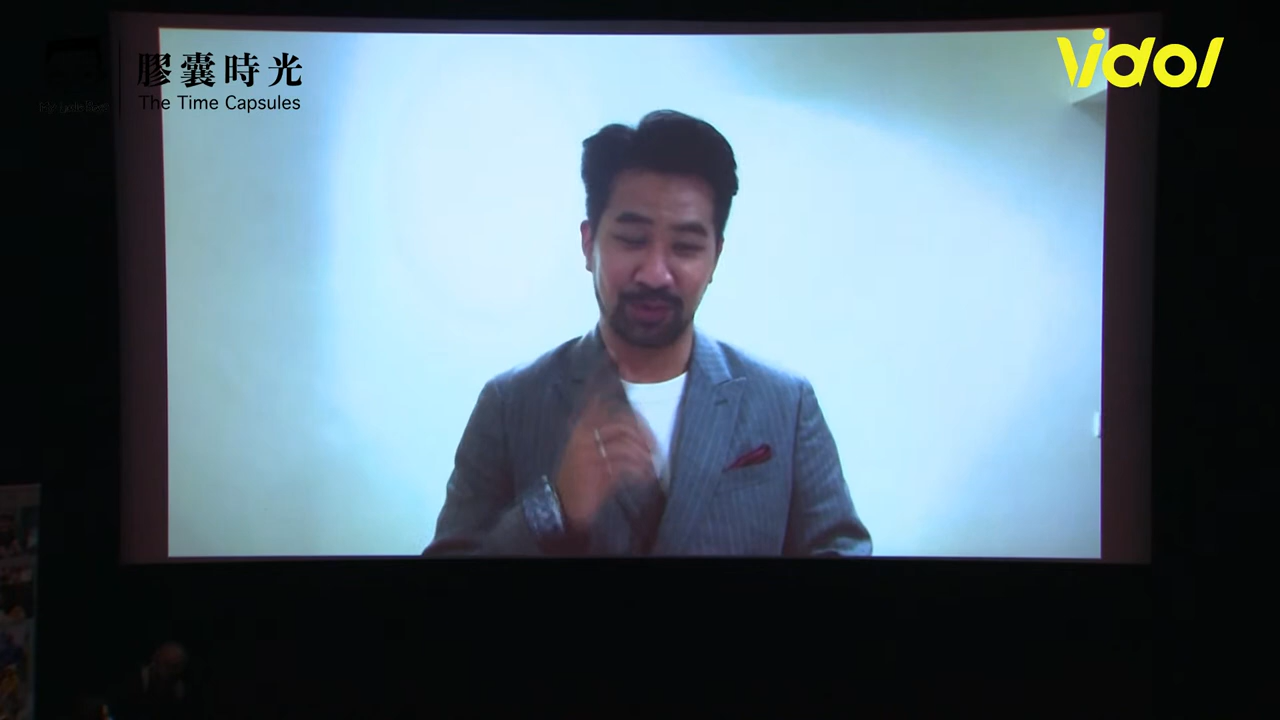 膠囊時光
The Time Capsules
Vidol